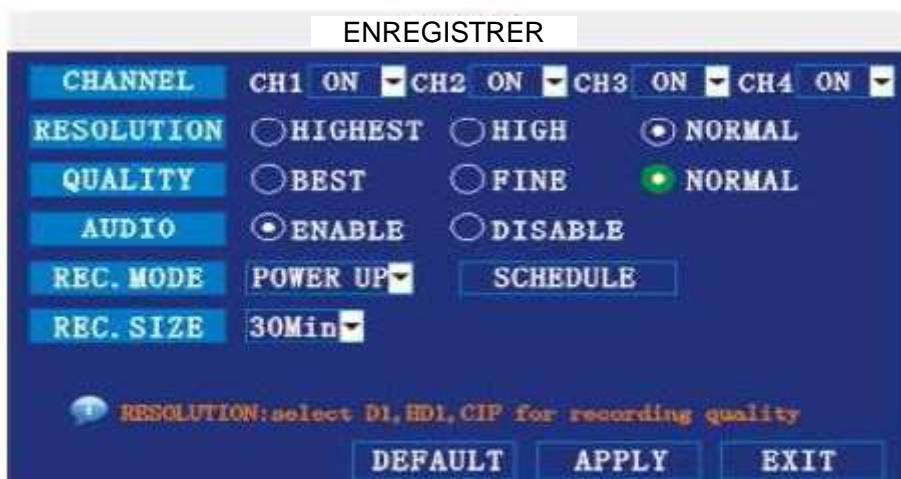 ENREGISTRER
CHANNEL CH1 ON CH2 ON CH3 ON CH4 ON
RESOLUTION HIGHEST HIGH NORMAL
QUALITY BEST FINE NORMAL
AUDIO ENABLE DISABLE
REC. MODE POWER UP SCHEDULE
REC. SIZE 30Min
RESOLUTION:select D1,HD1,CIF for recording quality
DEFAULT APPLY EXIT